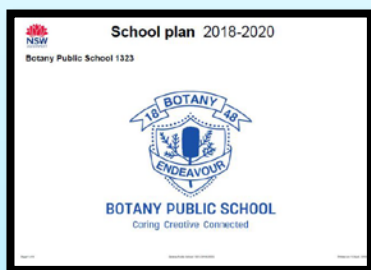 School plan 2018-2020
NSW
Botany Public School 1323
BOTANY
18 48
ENDEAVOUR
BOTANY PUBLIC SCHOOL
Caring Creative Connected